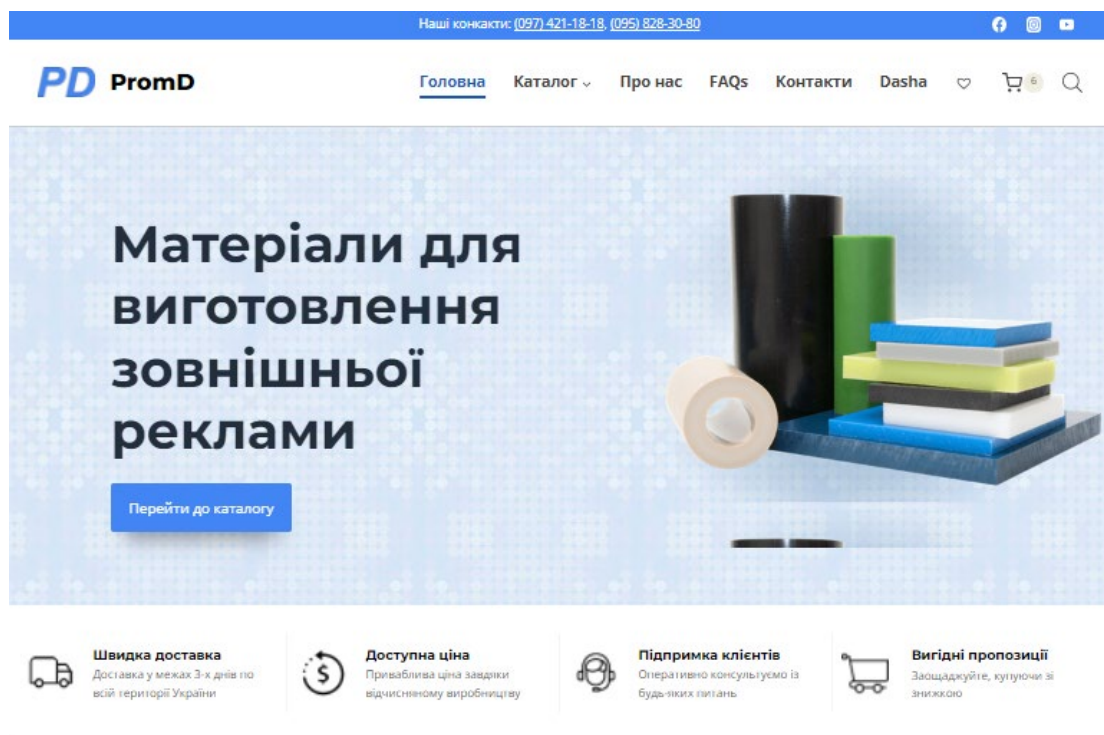 Наші конкакти: (097) 421-18-18, (095) 828-30-80
PD PromD
Головна Каталог Про нас FAQs Контакти Dasha 6
Матеріали для
виготовлення
зовнішньої
реклами
Перейти до каталогу
Швидка доставка
Доставка у межах 3-х днів по
всій території України
Доступна ціна
Приваблива ціна завдяки
відчисняному виробництву
Підтримка клієнтів
Оперативно консультуємо із
будь-яких питань
Вигідні пропозиції
Заощаджуйте, купуючи зі
знижкою